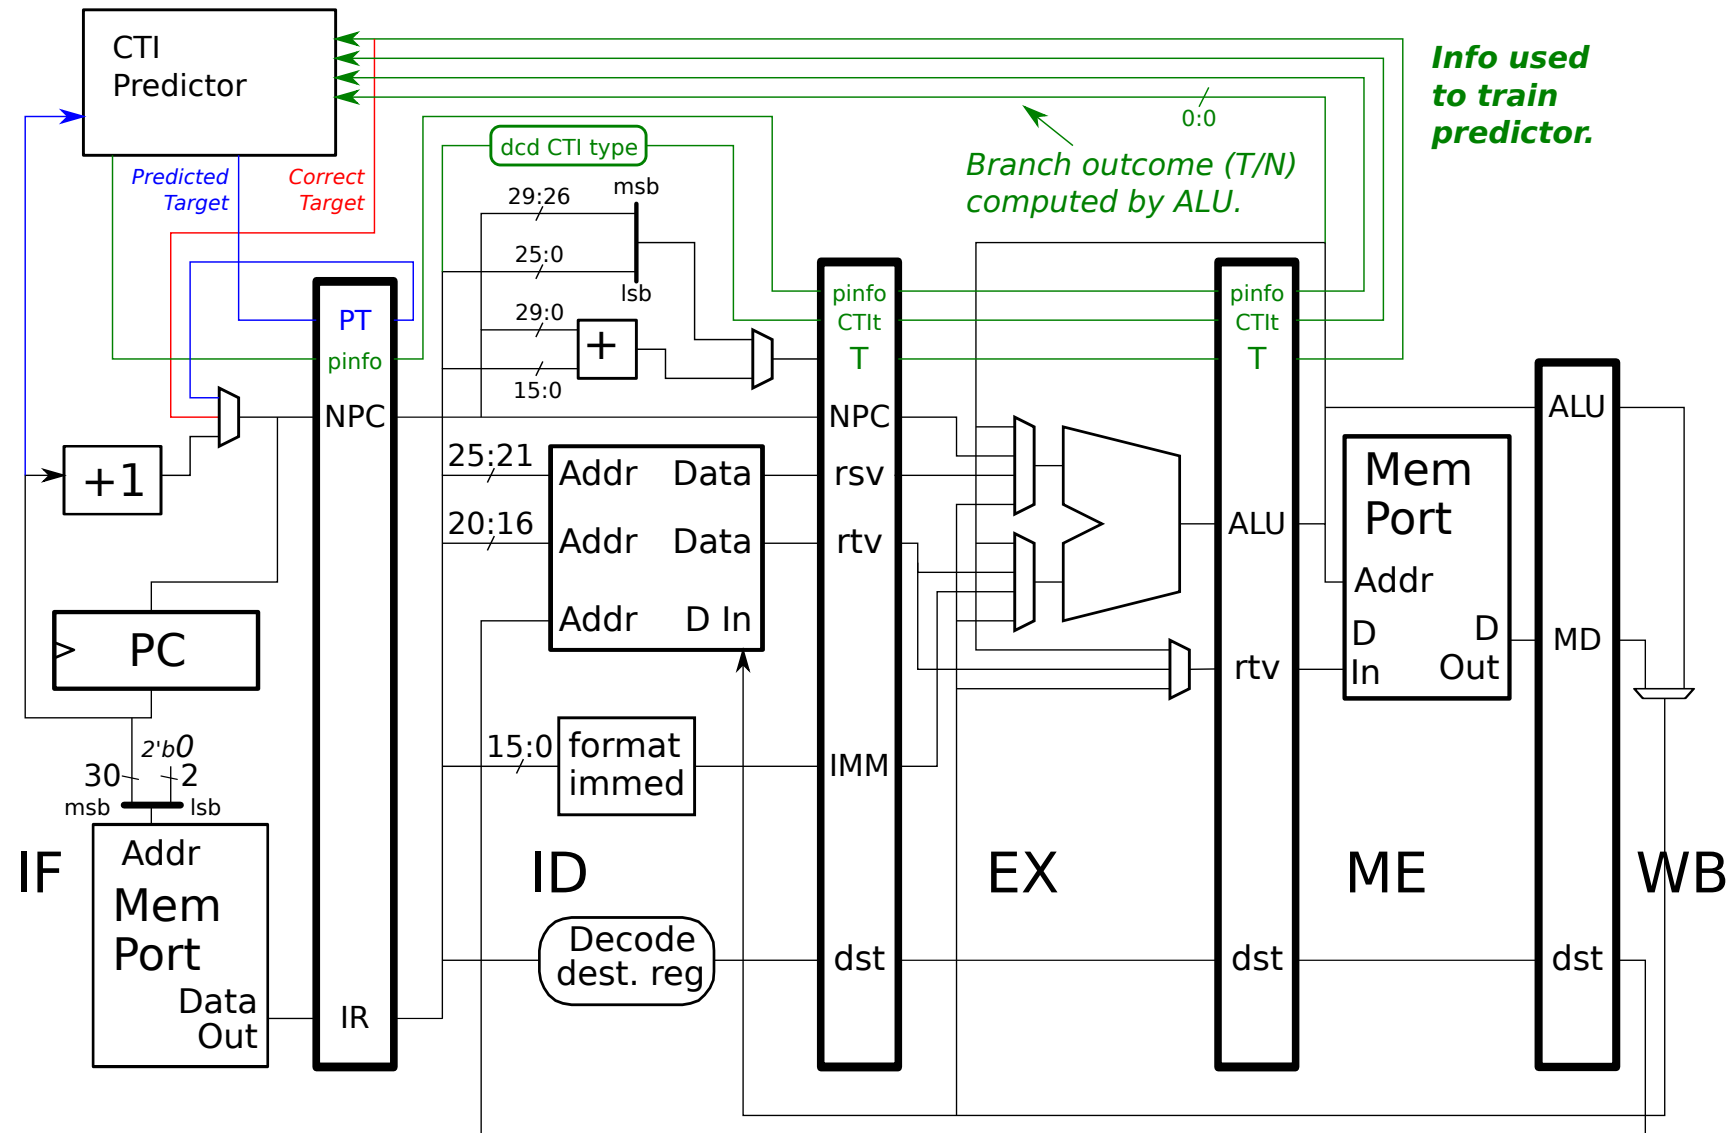 CTI
Predictor
Info used
to train
predictor.
0:0
Branch outcome (T/N)
computed by ALU.
dcd CTI type
Predicted
Target
Correct
Target
29:26
msb
25:0
lsb
29:0
+
15:0
PT
pinfo
NPC
IR
pinfo
CTIt
T
NPC
rsv
rtv
IMM
dst
pinfo
CTIt
T
ALU
rtv
dst
ALU
MD
dst
+1
25:21
Addr
Data
20:16
Addr
Data
Addr
D In
Mem
Port
Addr
D
In
D
Out
PC
2'b0
30
2
msb
lsb
15:0
format
immed
Addr
Mem
Port
Data
Out
Decode
dest. reg
IF
ID
EX
ME
WB